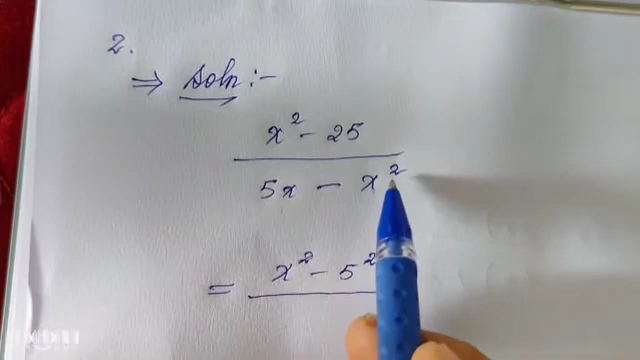 2.
⇒ Soln :-
x² - 25
5x - x²
= x² - 5²